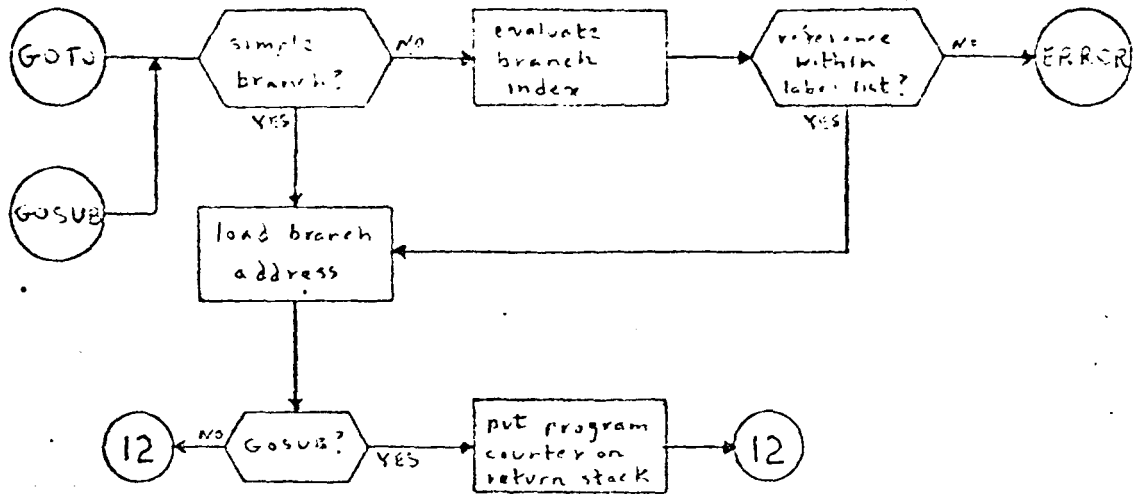 GOTO
simple
branch?
NO
evaluate
branch
index
reference
within
label list?
NO
ERROR
YES
YES
GOSUB
load branch
address
12
NO
GOSUB?
YES
put program
counter on
return stack
12